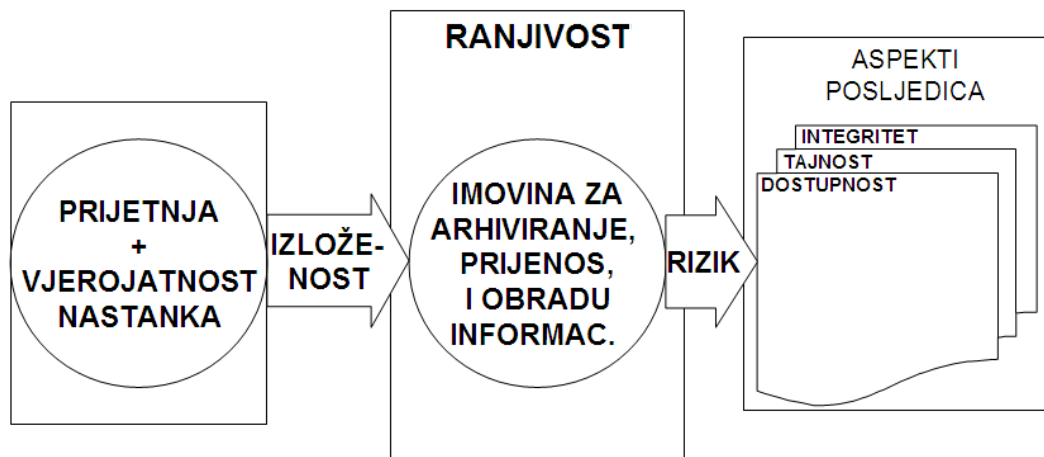 PRIJETNJA
+
VJEROJATNOST
NASTANKA
IZLOŽE-
NOST
RANJIVOST
IMOVINA ZA
ARHIVIRANJE,
PRIJENOS,
I OBRADU
INFORMAC.
RIZIK
ASPEKTI
POSLJEDICA
INTEGRITET
TAJNOST
DOSTUPNOST